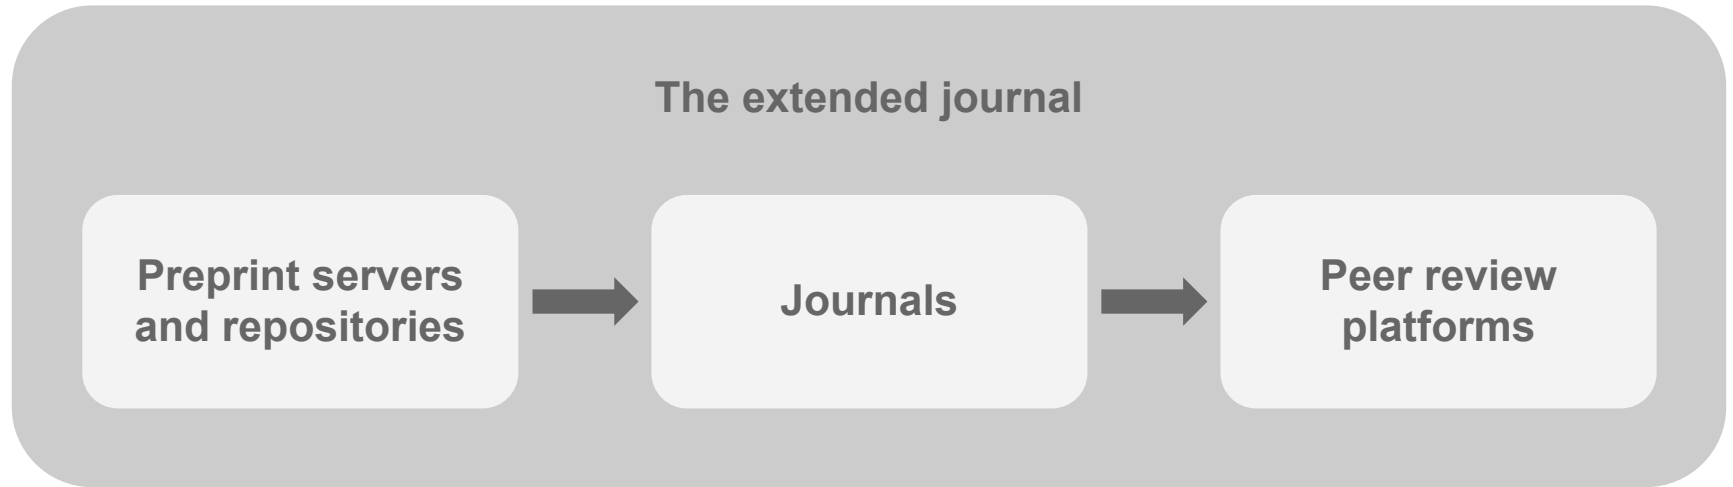 The extended journal
Preprint servers
and repositories
Journals
Peer review
platforms